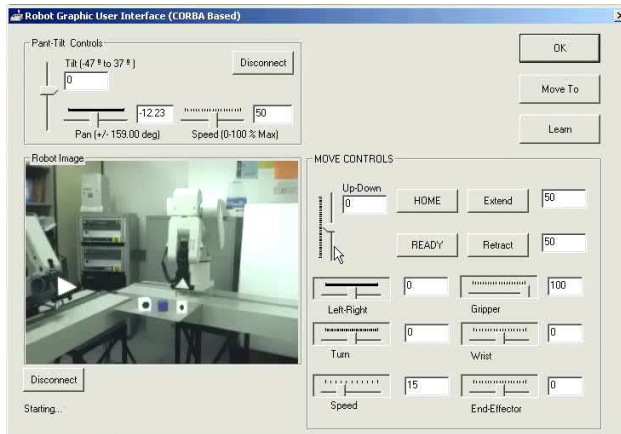 Robot Graphic User Interface (CORBA Based)
Pant-Tilt Controls
Tilt (-47 º to 37 º )
0
Disconnect
-12.23
50
Pan (+/- 159.00 deg)
Speed (0-100 % Max)
OK
Move To
Learn
Robot Image
Disconnect
Starting...
MOVE CONTROLS
Up-Down
0
HOME
Extend
50
READY
Retract
50
0
100
Left-Right
Gripper
0
0
Turn
Wrist
15
0
Speed
End-Effector